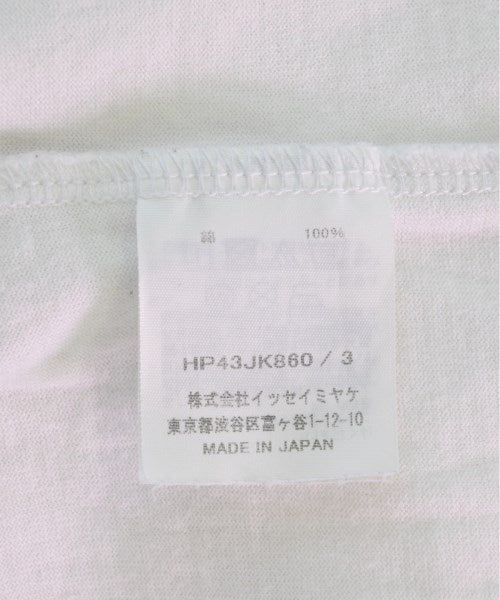 綿 100%
HP43JK860 / 3
株式会社イッセイミヤケ
東京都渋谷区富ヶ谷1-12-10
MADE IN JAPAN